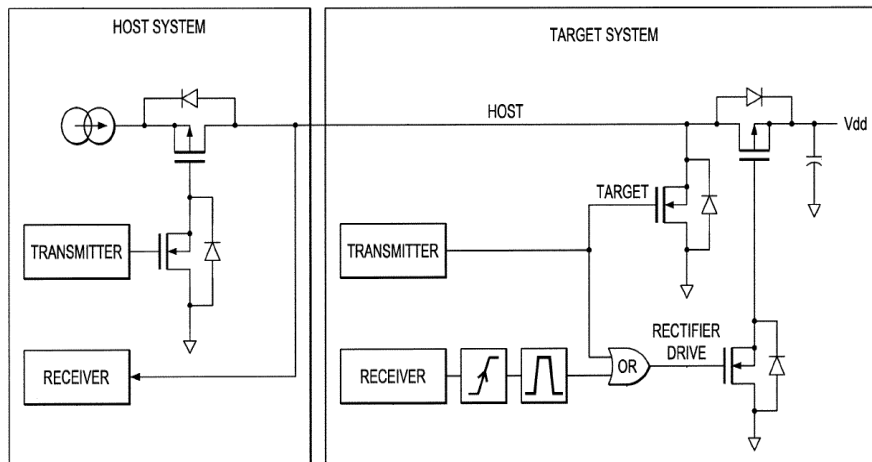 HOST SYSTEM
TARGET SYSTEM
HOST
Vdd
TARGET
TRANSMITTER
TRANSMITTER
RECTIFIER
DRIVE
RECEIVER
RECEIVER
OR